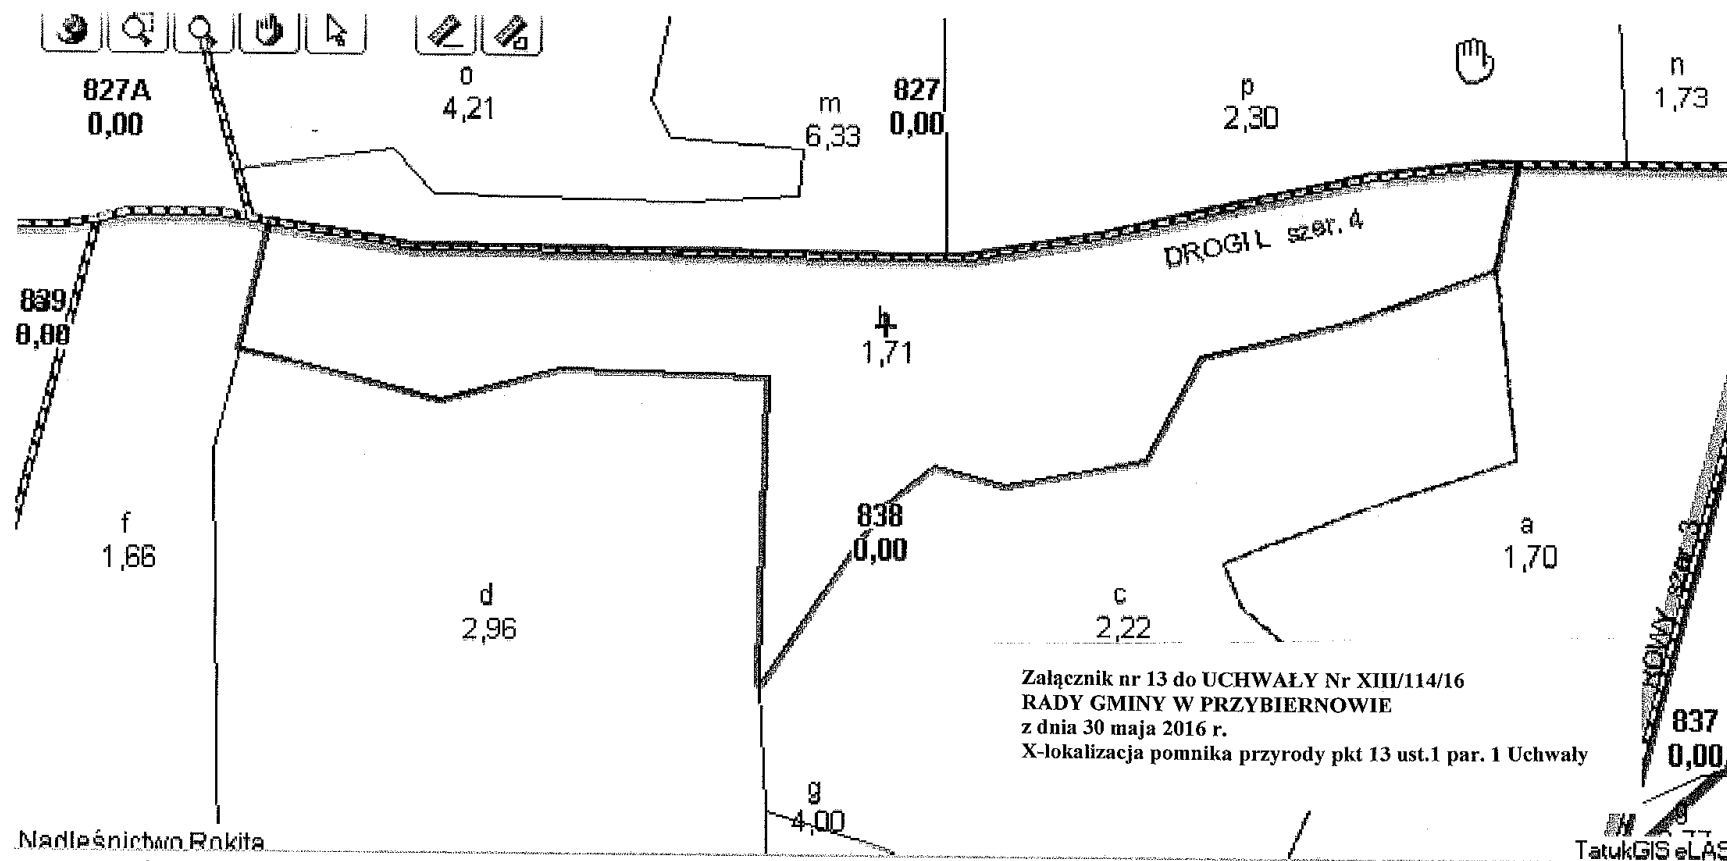 827A
0,00
o
4,21
m
6,33
827
0,00
p
2,30
n
1,73
DROGI L szer. 4
1,71
f
1,66
d
2,96
838
0,00
c
2,22
a
1,70
szer. 3
837
0,00
g
4,00
Załącznik nr 13 do UCHWAŁY Nr XIII/114/16
RADY GMINY W PRZYBIERNOWIE
z dnia 30 maja 2016 r.
X-lokalizacja pomnika przyrody pkt 13 ust.1 par. 1 Uchwały
Nadleśnictwo Rokita
TatukGIS eLAS